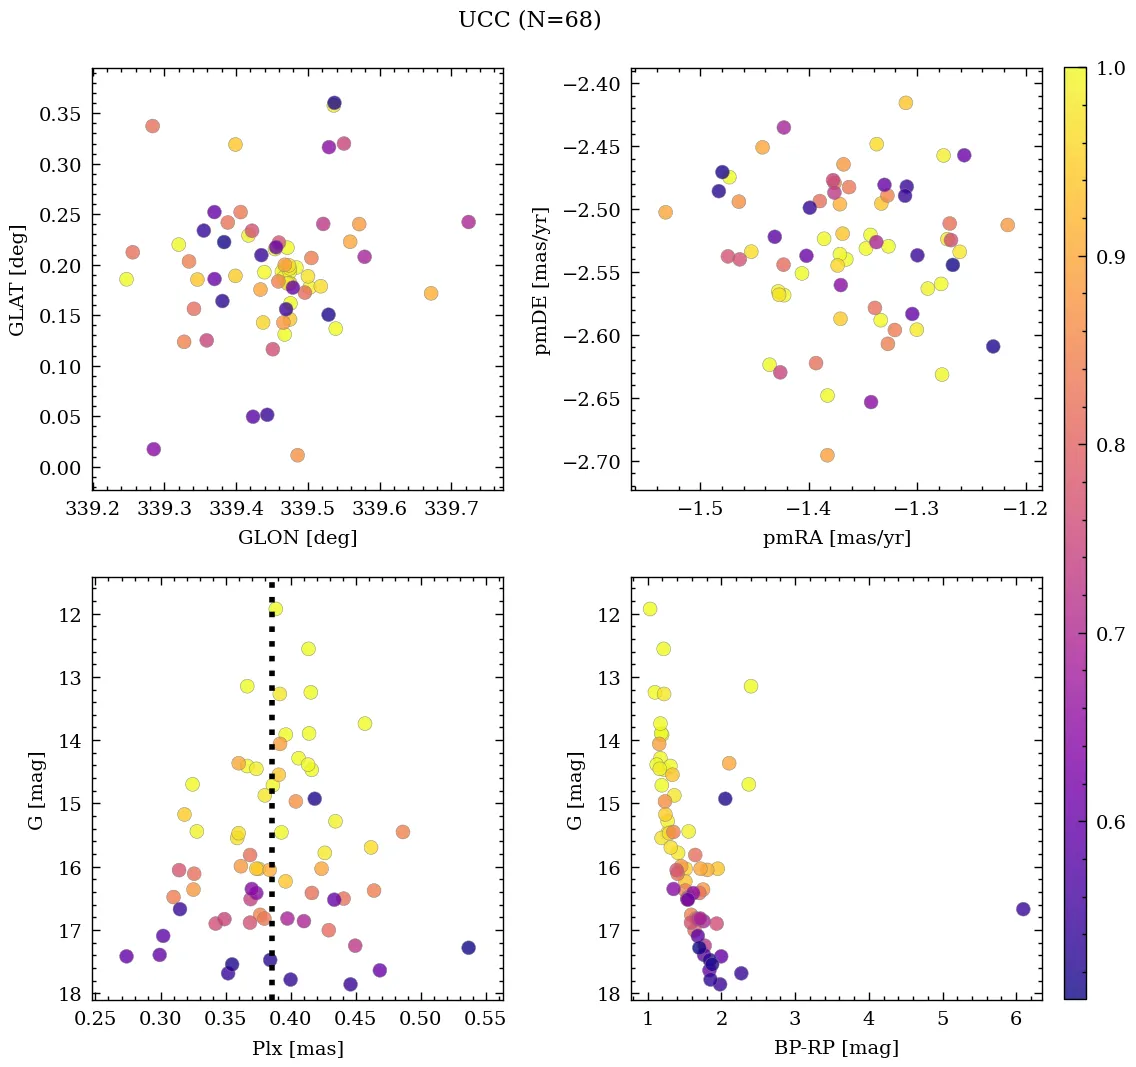 UCC (N=68)
0.35
0.30
0.25
0.20
0.15
0.10
0.05
0.00
GLAT [deg]
339.2 339.3 339.4 339.5 339.6 339.7
GLON [deg]
−2.40
−2.45
−2.50
−2.55
−2.60
−2.65
−2.70
pmDE [mas/yr]
−1.5 −1.4 −1.3 −1.2
pmRA [mas/yr]
1.0
0.9
0.8
0.7
0.6
12
13
14
15
16
17
18
G [mag]
0.25 0.30 0.35 0.40 0.45 0.50 0.55
Plx [mas]
12
13
14
15
16
17
18
G [mag]
1 2 3 4 5 6
BP-RP [mag]